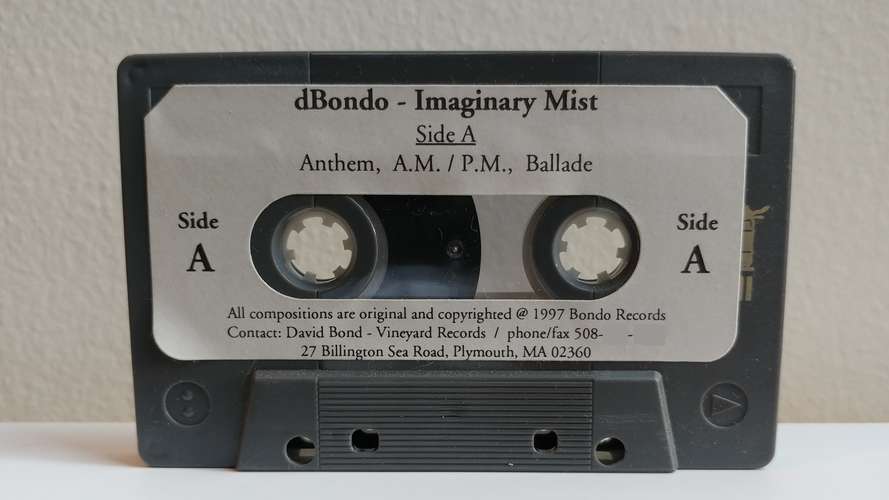 dBondo - Imaginary Mist
Side A
Anthem, A.M. / P.M., Ballade
Side
A
Side
A
All compositions are original and copyrighted @ 1997 Bondo Records
Contact: David Bond - Vineyard Records / phone/fax 508-   -
27 Billington Sea Road, Plymouth, MA 02360